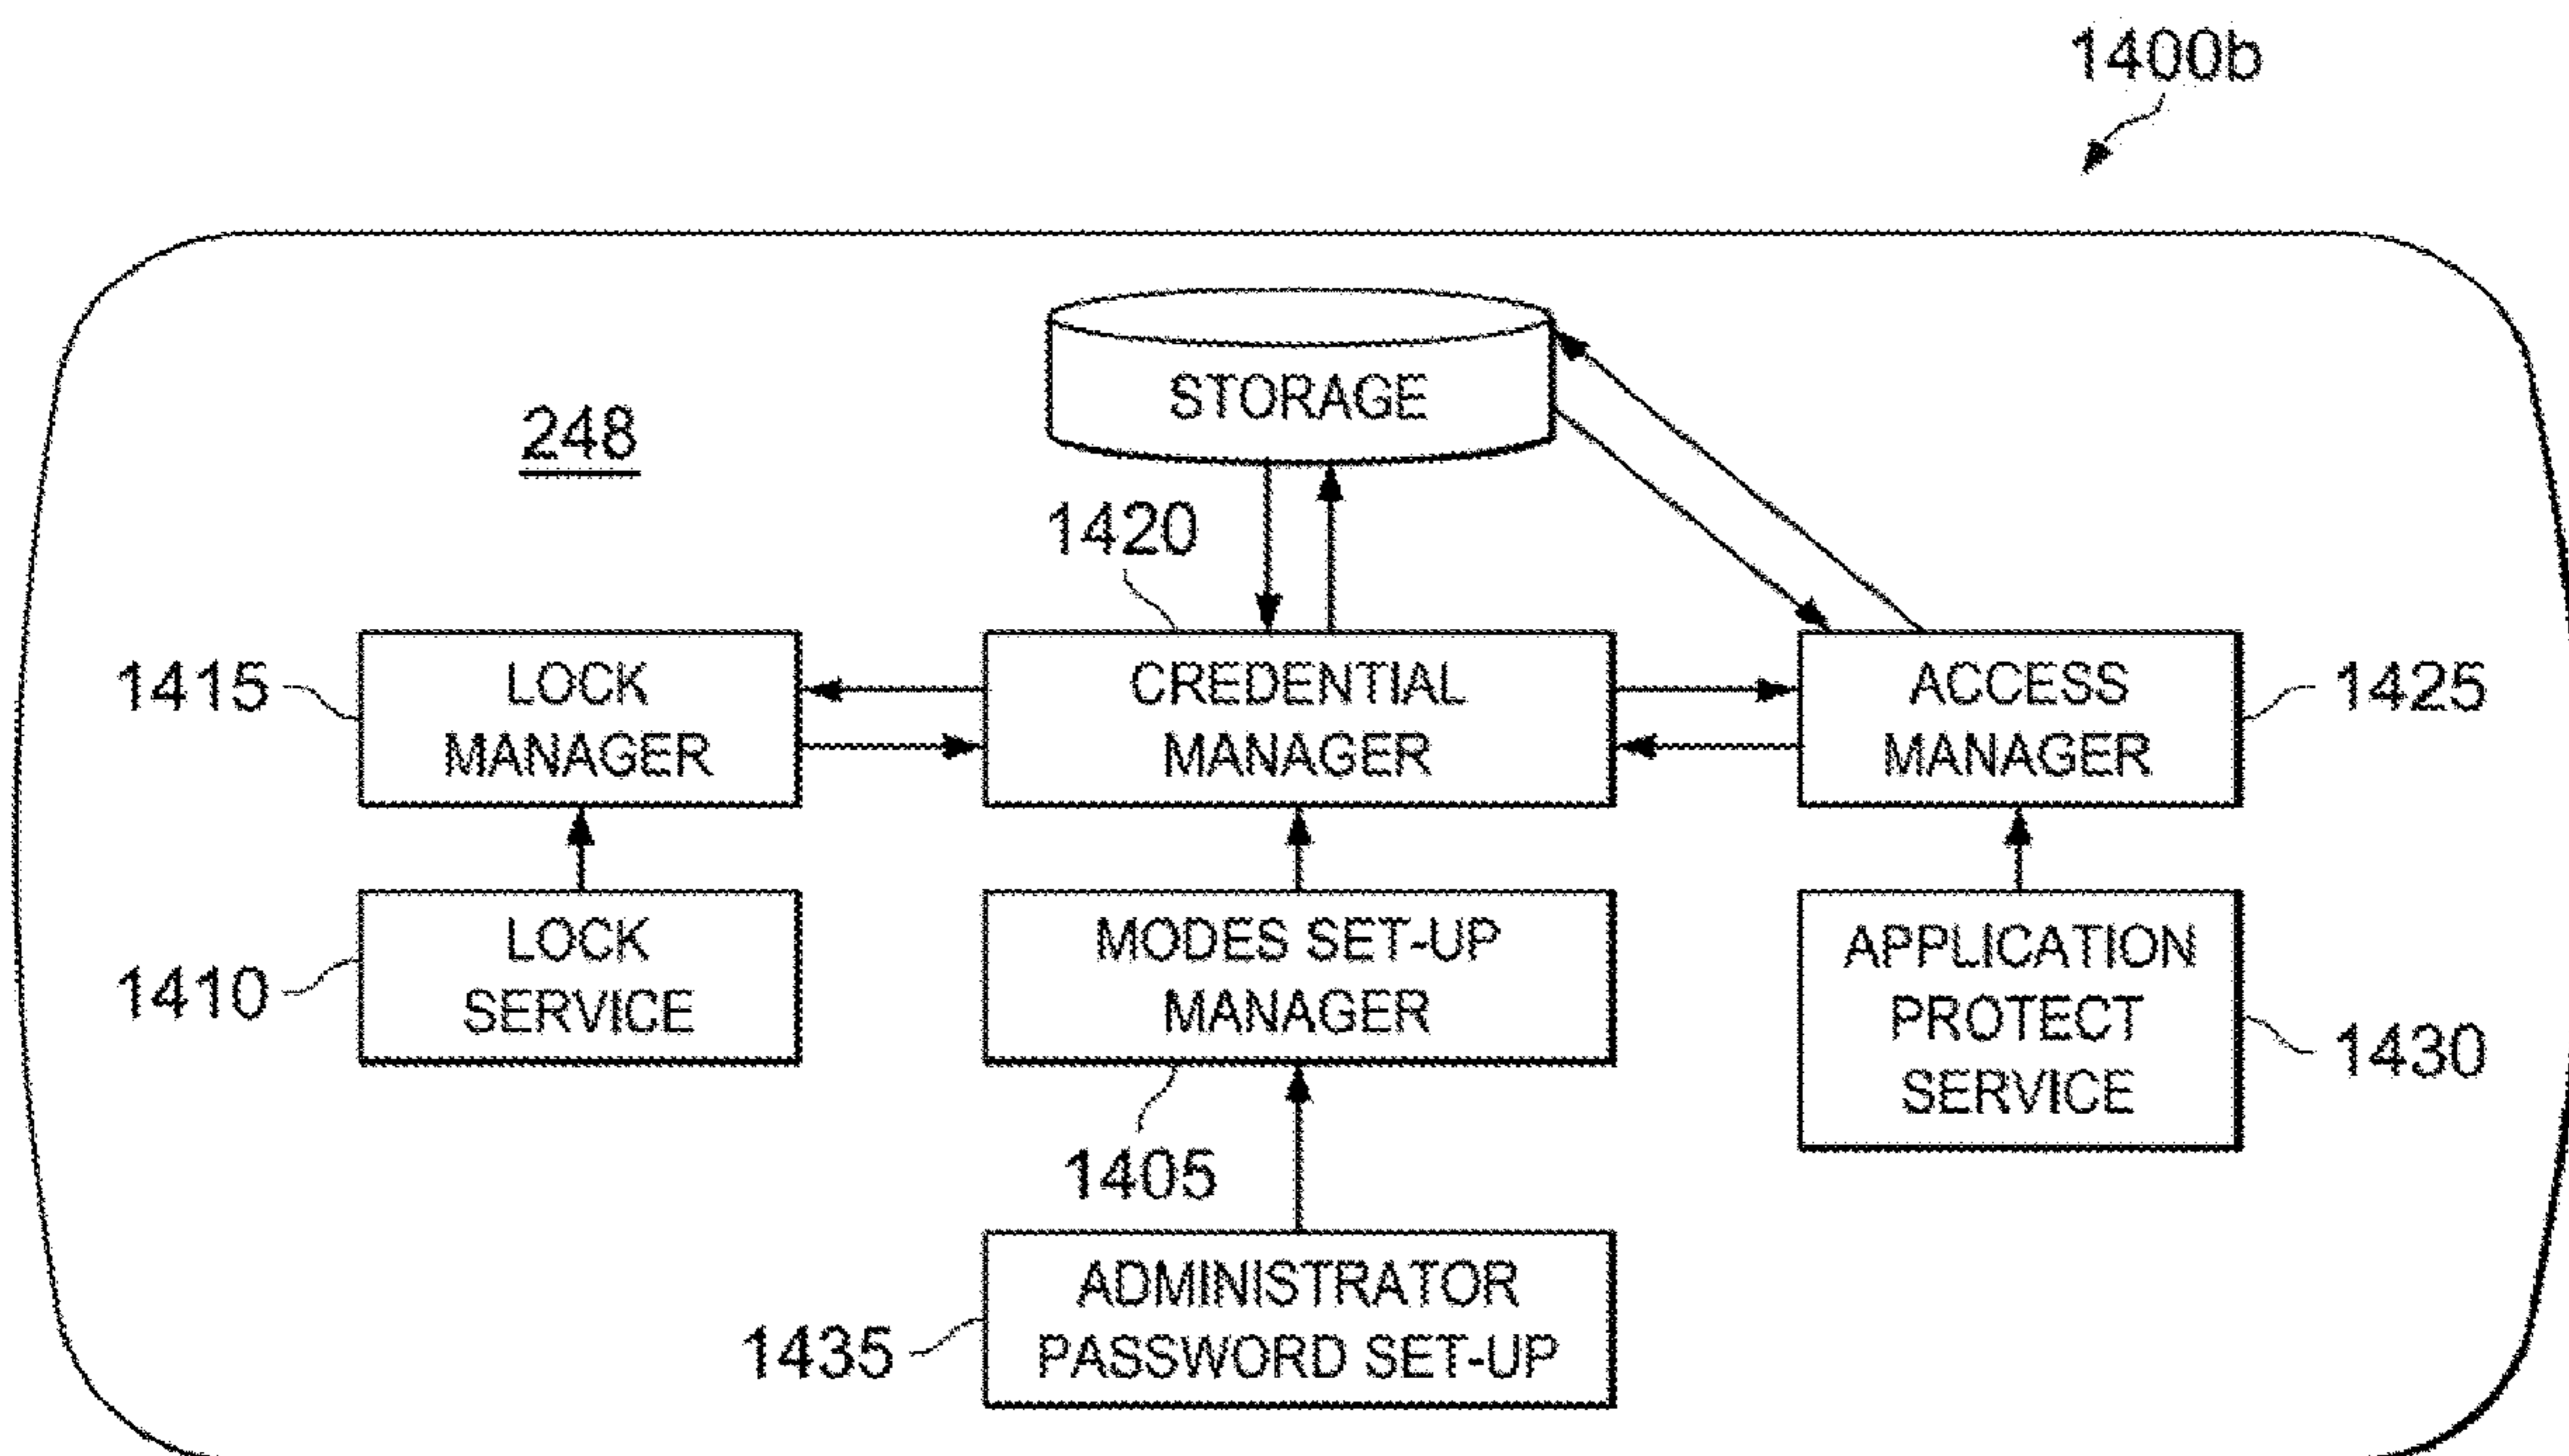 1400b
STORAGE
248
1420
LOCK
MANAGER
CREDENTIAL
MANAGER
ACCESS
MANAGER
1415
1425
LOCK
SERVICE
MODES SET-UP
MANAGER
APPLICATION
PROTECT
SERVICE
1410
1430
1405
ADMINISTRATOR
PASSWORD SET-UP
1435